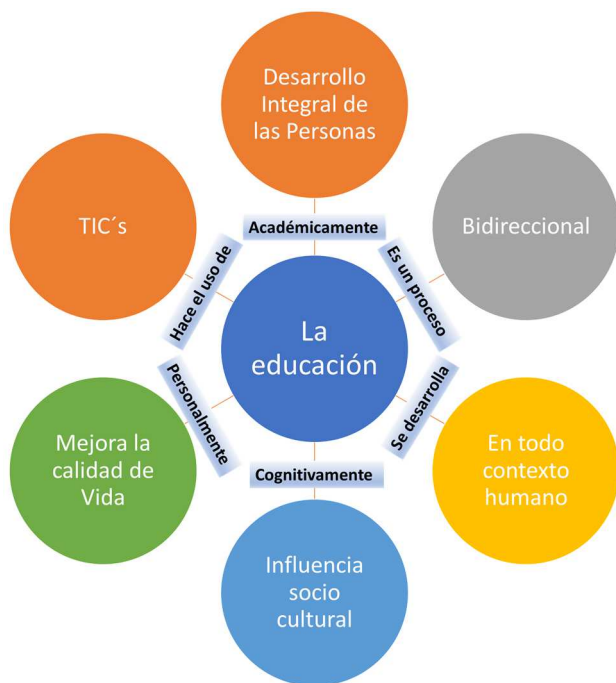 Desarrollo
Integral de
las Personas
TIC´s
Bidireccional
Académicamente
Hace el uso de
Es un proceso
La
educación
Personalmente
Se desarrolla
Mejora la
calidad de
Vida
Cognitivamente
En todo
contexto
humano
Influencia
socio
cultural